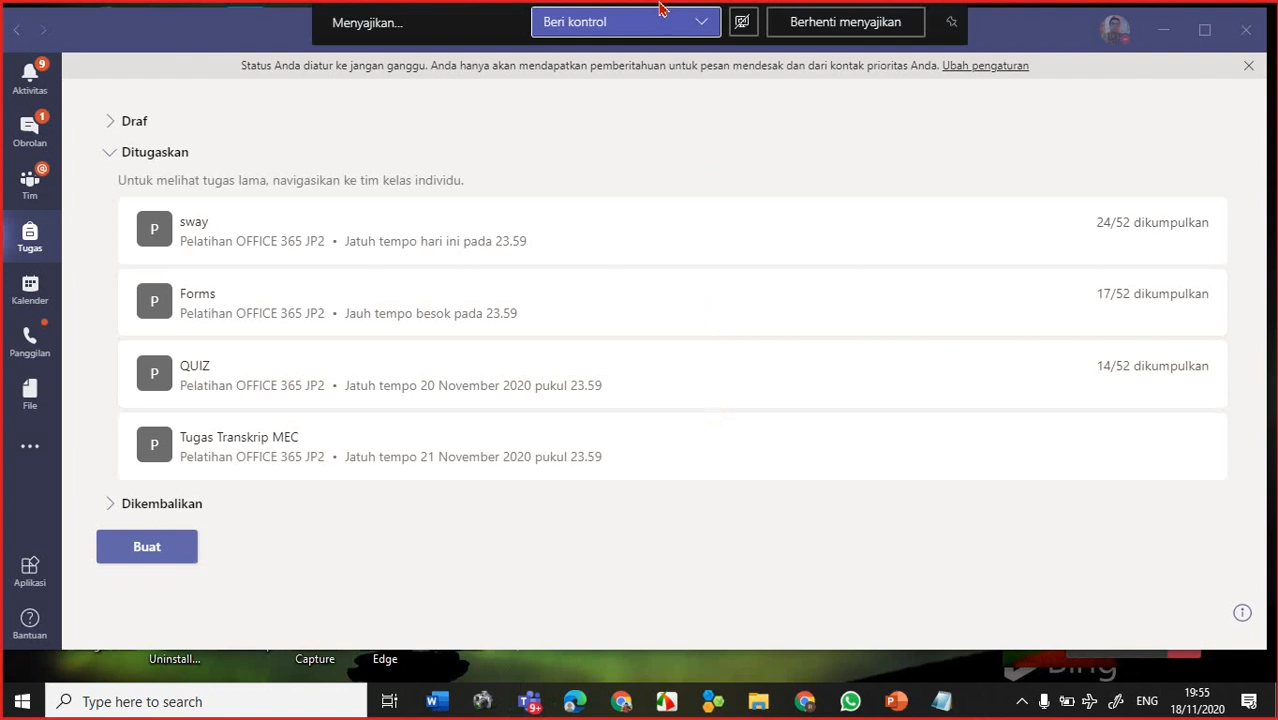 Menyajikan...
Beri kontrol
Berhenti menyajikan
Status Anda diatur ke jangan ganggu. Anda hanya akan mendapatkan pemberitahuan untuk pesan mendesak dan dari kontak prioritas Anda. Ubah pengaturan
9
Aktivitas
1
Obrolan
@
Tim
Tugas
Kalender
Panggilan
File
Aplikasi
Bantuan
Draf
Ditugaskan
Untuk melihat tugas lama, navigasikan ke tim kelas individu.
P
sway
24/52 dikumpulkan
Pelatihan OFFICE 365 JP2 • Jatuh tempo hari ini pada 23.59
P
Forms
17/52 dikumpulkan
Pelatihan OFFICE 365 JP2 • Jauh tempo besok pada 23.59
P
QUIZ
14/52 dikumpulkan
Pelatihan OFFICE 365 JP2 • Jatuh tempo 20 November 2020 pukul 23.59
P
Tugas Transkrip MEC
Pelatihan OFFICE 365 JP2 • Jatuh tempo 21 November 2020 pukul 23.59
Dikembalikan
Buat
Uninstall...
Capture
Edge
Bing
Type here to search
9+
ENG
19:55
18/11/2020